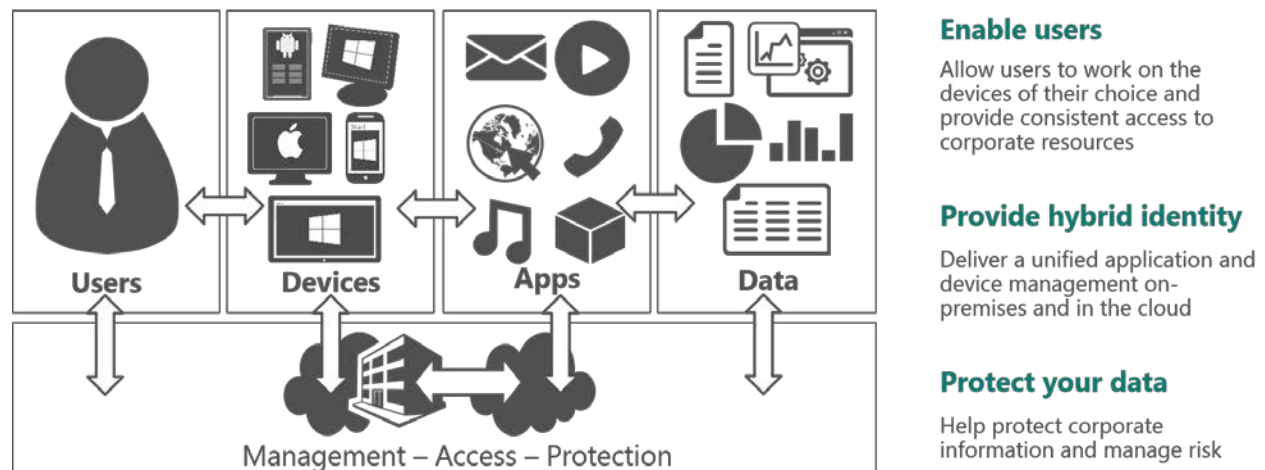 Users
Devices
Start
Apps
Data
Management – Access – Protection
Enable users
Allow users to work on the
devices of their choice and
provide consistent access to
corporate resources
Provide hybrid identity
Deliver a unified application and
device management on-
premises and in the cloud
Protect your data
Help protect corporate
information and manage risk